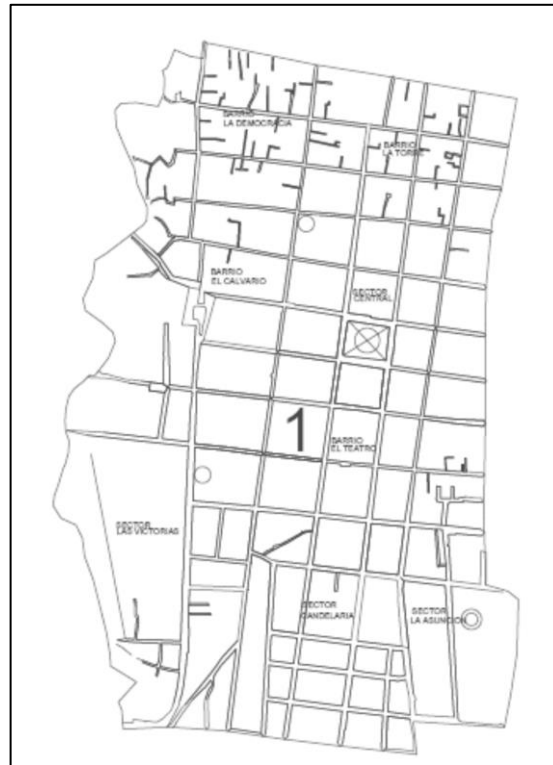 BARRIO
LA DEMOCRACIA
BARRIO
LA TORRE
BARRIO
EL CALVARIO
SECTOR
CENTRAL
1
BARRIO
EL TEATRO
SECTOR
LAS VICTORIAS
SECTOR
CANDELARIA
SECTOR
LA ASUNCION